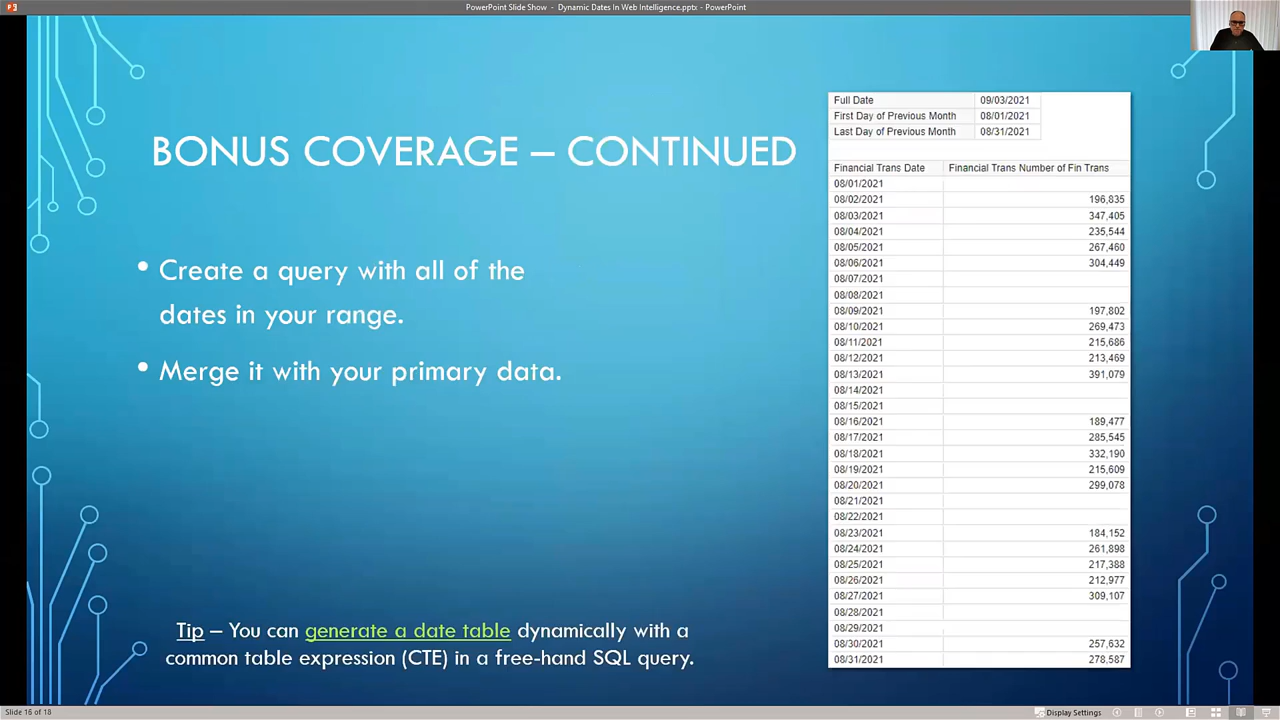 PowerPoint Slide Show - Dynamic Dates In Web Intelligence.pptx - PowerPoint
BONUS COVERAGE – CONTINUED
• Create a query with all of the
dates in your range.
• Merge it with your primary data.
Tip – You can generate a date table dynamically with a
common table expression (CTE) in a free-hand SQL query.
Full Date 09/03/2021
First Day of Previous Month 08/01/2021
Last Day of Previous Month 08/31/2021
Financial Trans Date Financial Trans Number of Fin Trans
08/01/2021
08/02/2021 196,835
08/03/2021 347,405
08/04/2021 235,544
08/05/2021 267,460
08/06/2021 304,449
08/07/2021
08/08/2021
08/09/2021 197,802
08/10/2021 269,473
08/11/2021 215,686
08/12/2021 213,469
08/13/2021 391,079
08/14/2021
08/15/2021
08/16/2021 189,477
08/17/2021 285,545
08/18/2021 332,190
08/19/2021 215,609
08/20/2021 299,078
08/21/2021
08/22/2021
08/23/2021 184,152
08/24/2021 261,898
08/25/2021 217,388
08/26/2021 212,977
08/27/2021 309,107
08/28/2021
08/29/2021
08/30/2021 257,632
08/31/2021 278,587
Slide 16 of 18
Display Settings